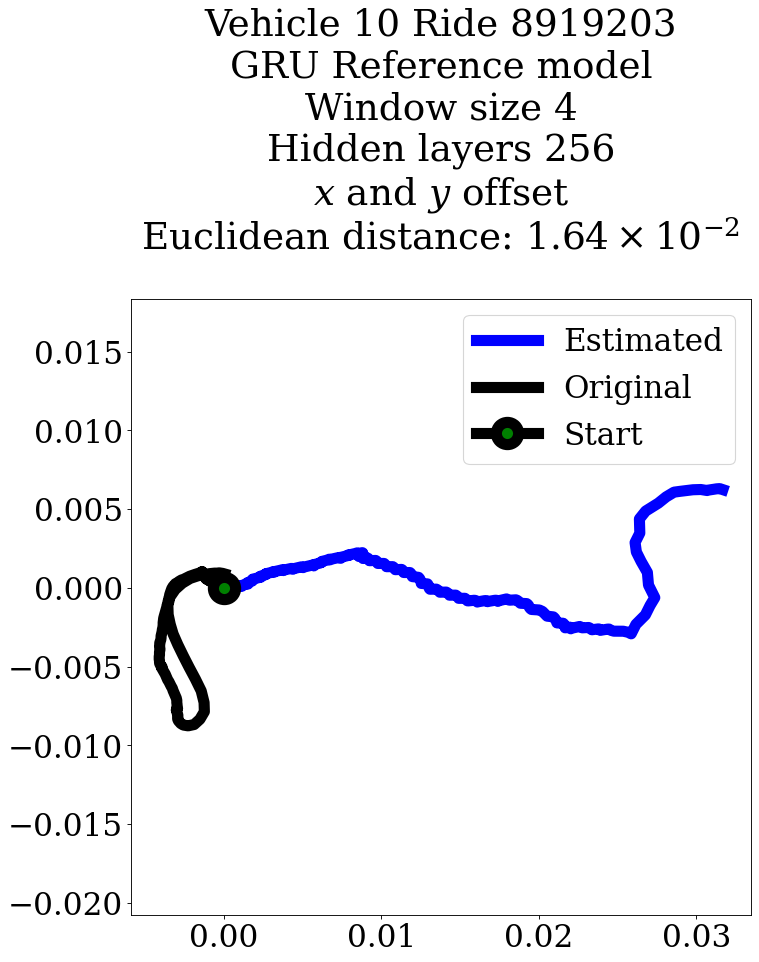 Vehicle 10 Ride 8919203
GRU Reference model
Window size 4
Hidden layers 256
x and y offset
Euclidean distance: 1.64 × 10⁻²
Estimated
Original
Start
0.015
0.010
0.005
0.000
−0.005
−0.010
−0.015
−0.020
0.00 0.01 0.02 0.03